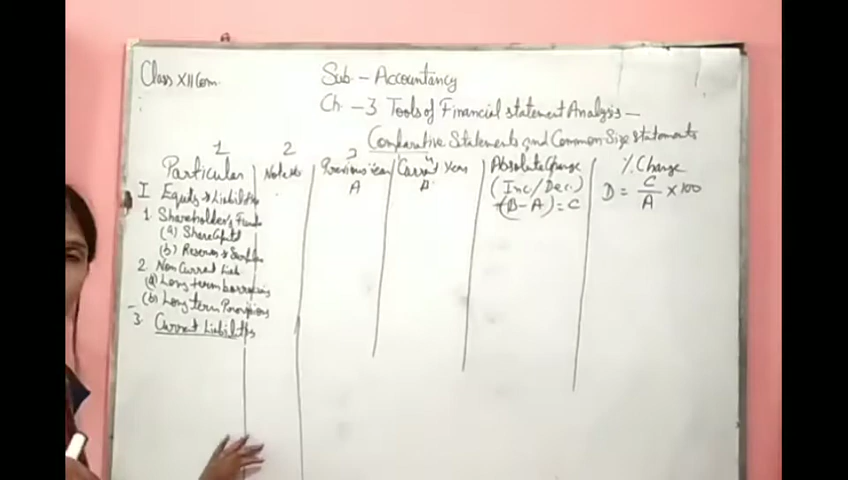 Class XII Com.
Sub - Accountancy
Ch - 3 Tools of Financial Statement Analysis -
Comparative Statements and Common Size statements
1 2 3
Particular Note No Previous Year Current Year Absolute Change % Change
A B (Inc/Dec.) D = C/A × 100
(B-A) = C
I Equity & Liabilities
1 Shareholder's Funds
(a) Share Capital
(b) Reserves & Surplus
2 Non Current Liab
(a) Long term borrowing
(b) Long Term Provisions
3 Current Liabilities